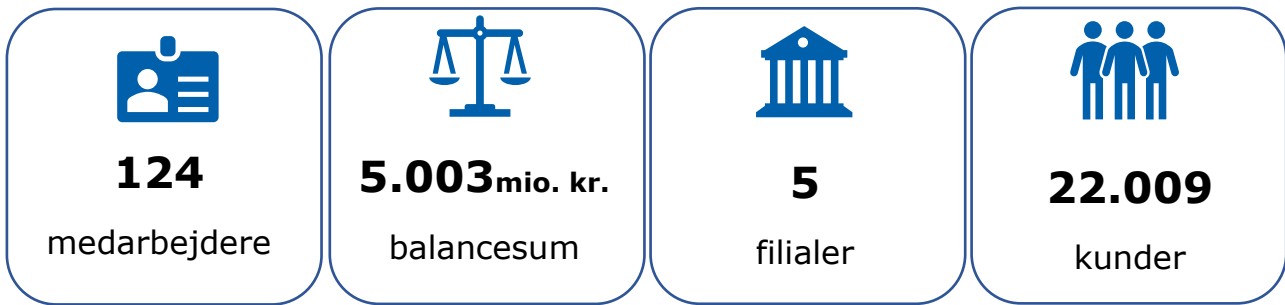 124
medarbejdere
5.003mio. kr.
balancesum
5
filialer
22.009
kunder